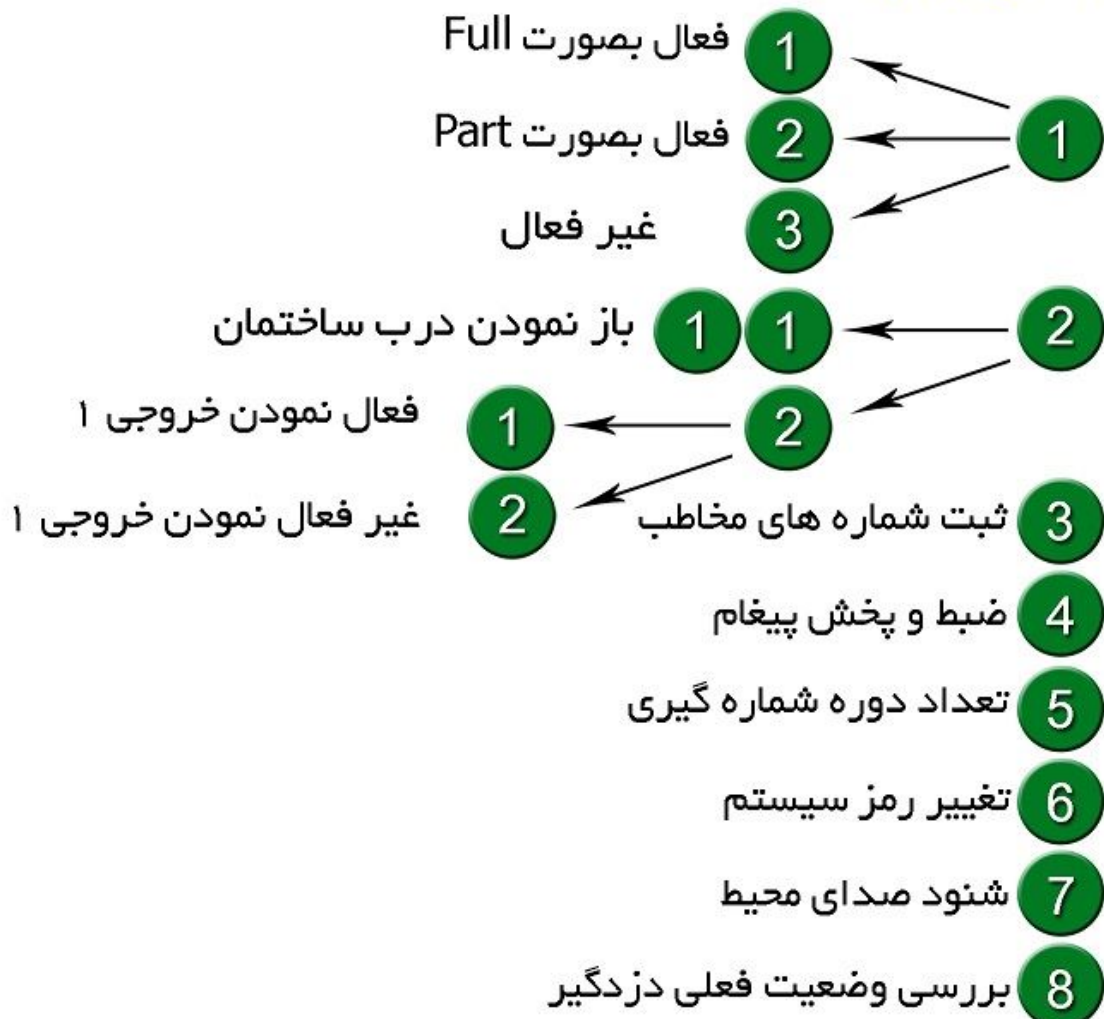 1
1 فعال بصورت Full
2 فعال بصورت Part
3 غیر فعال
2
1 1 باز نمودن درب ساختمان
2
1 فعال نمودن خروجی ۱
2 غیر فعال نمودن خروجی ۱
3 ثبت شماره های مخاطب
4 ضبط و پخش پیغام
5 تعداد دوره شماره گیری
6 تغییر رمز سیستم
7 شنود صدای محیط
8 بررسی وضعیت فعلی دزدگیر